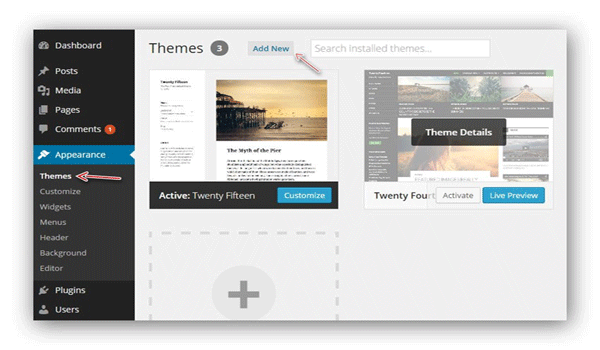 Dashboard
Posts
Media
Pages
Comments 1
Appearance
Themes
Customize
Widgets
Menus
Header
Background
Editor
Plugins
Users
Themes 3 Add New Search installed themes...
Twenty Fifteen
The Myth of the Pier
Active: Twenty Fifteen Customize
Theme Details
Twenty Fourt Activate Live Preview